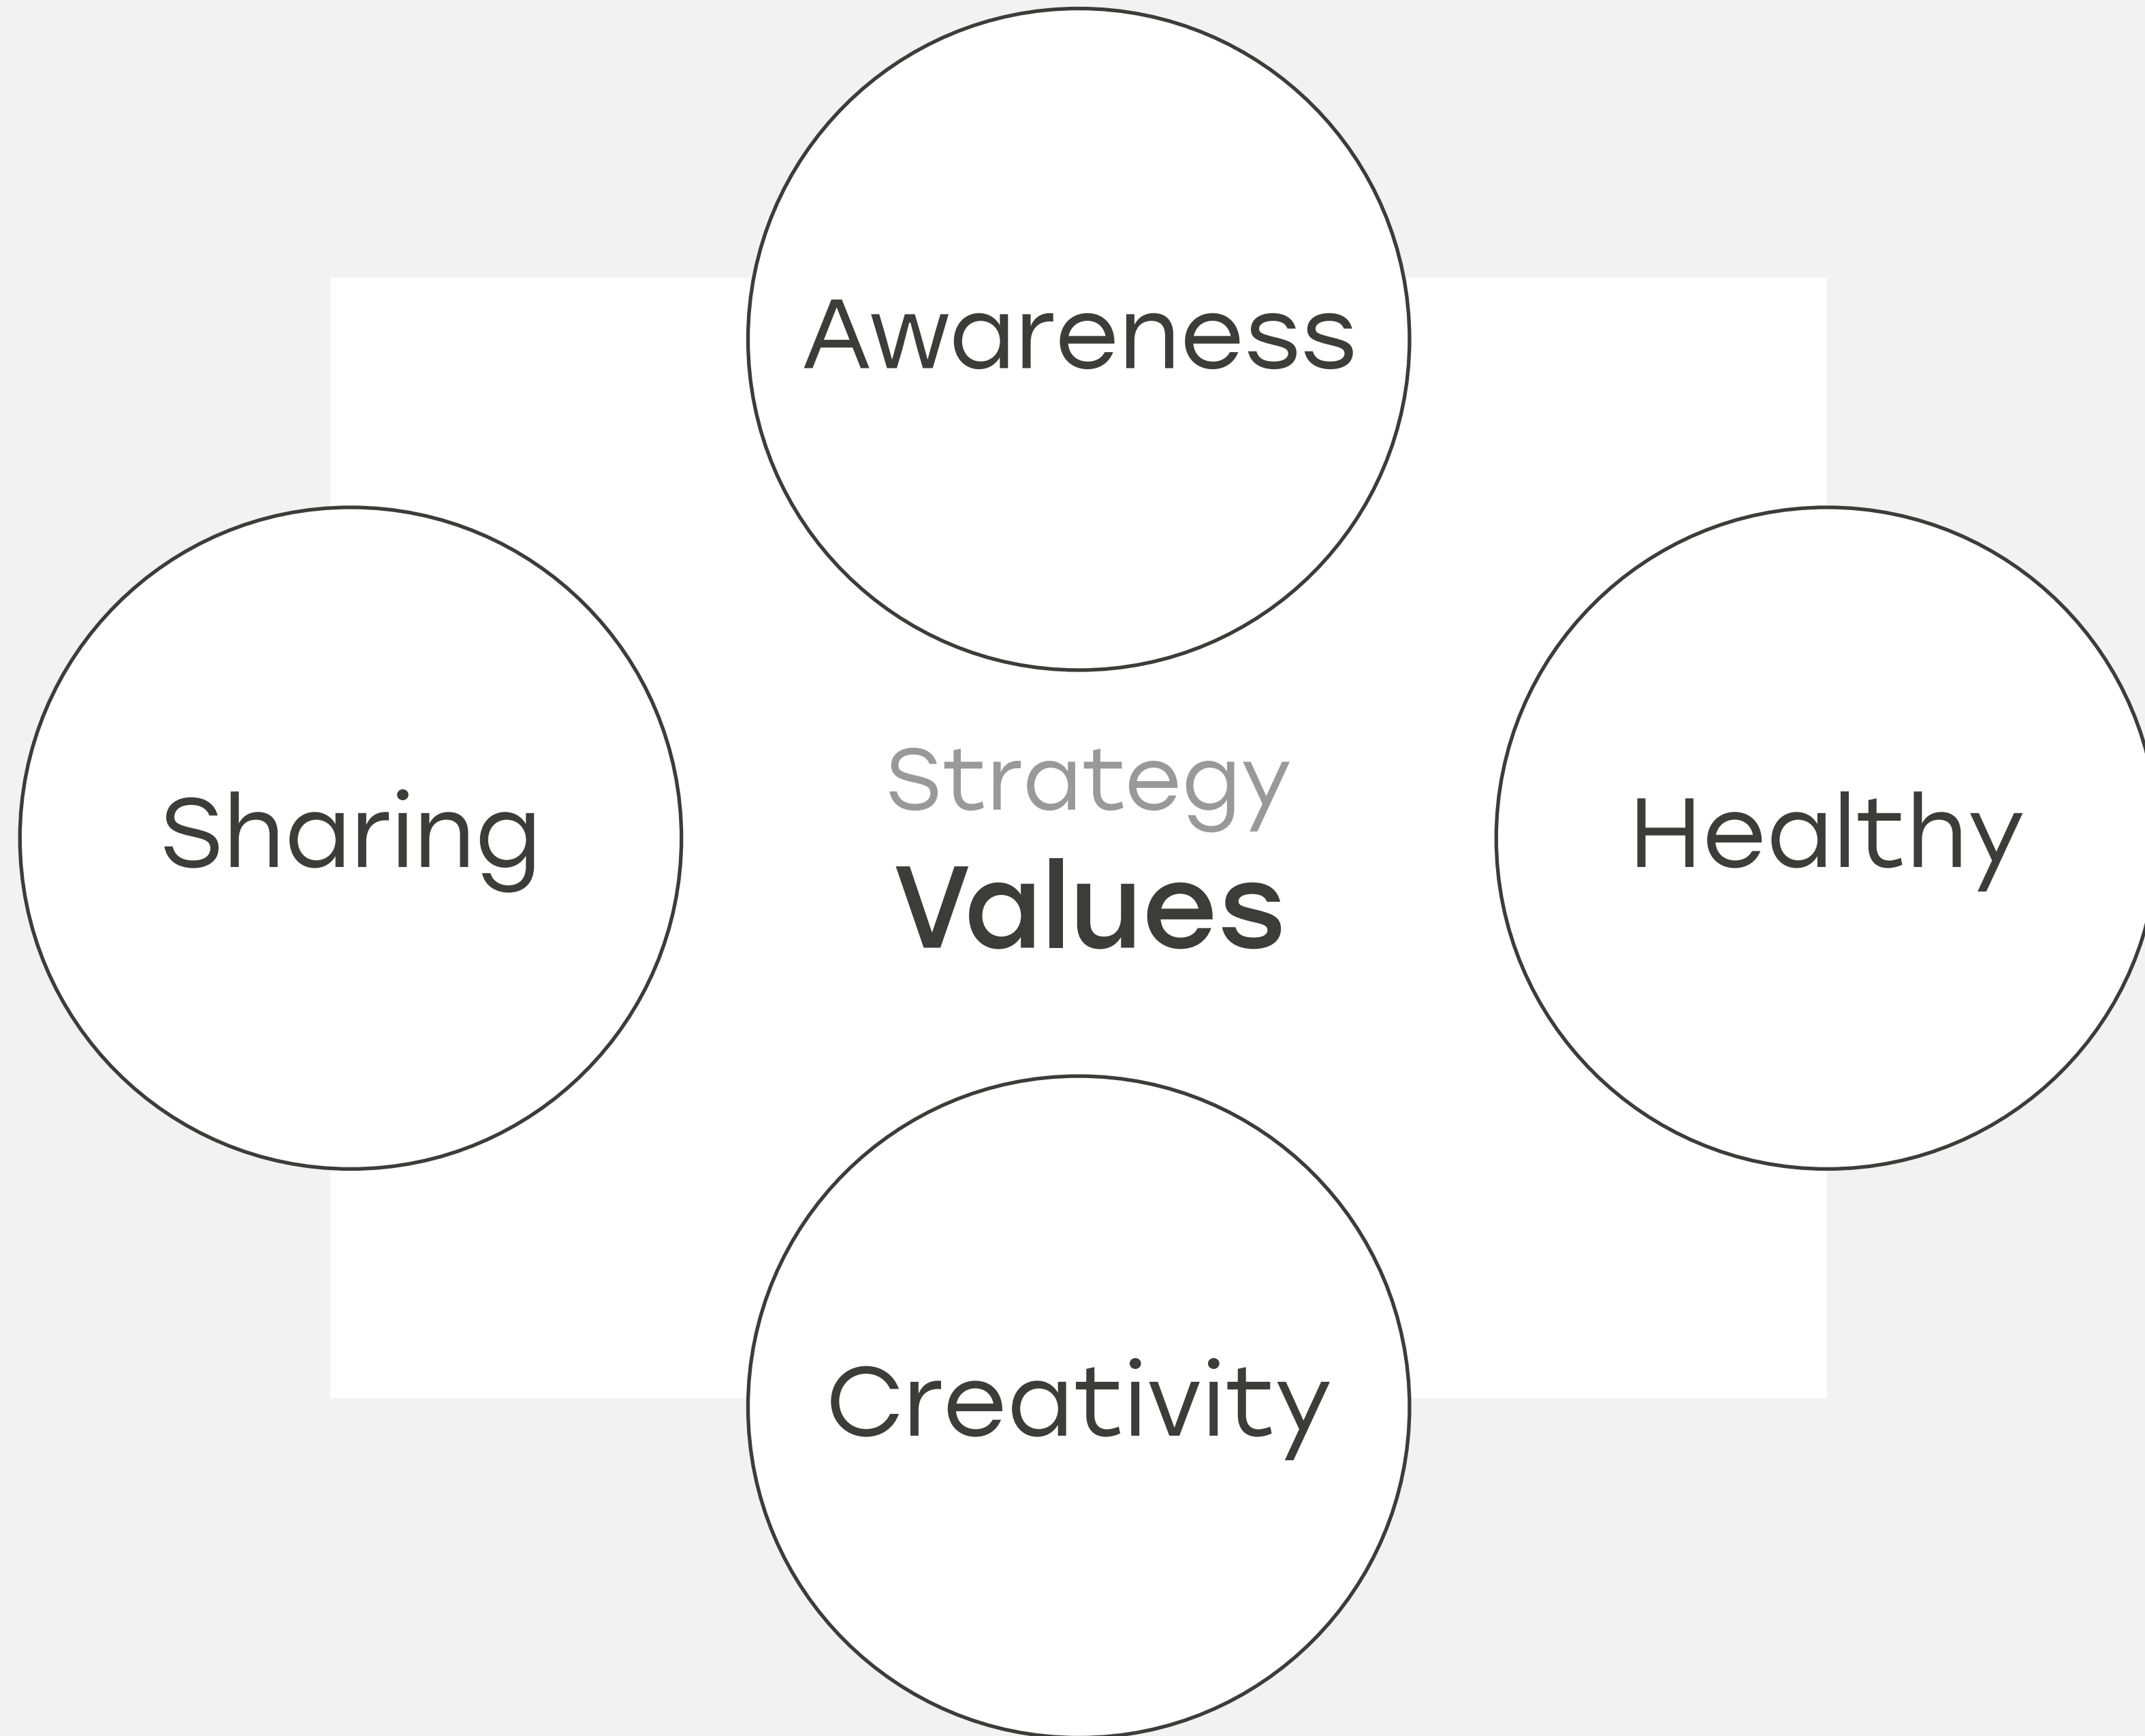 Awareness
Strategy
Values
Sharing
Healthy
Creativity